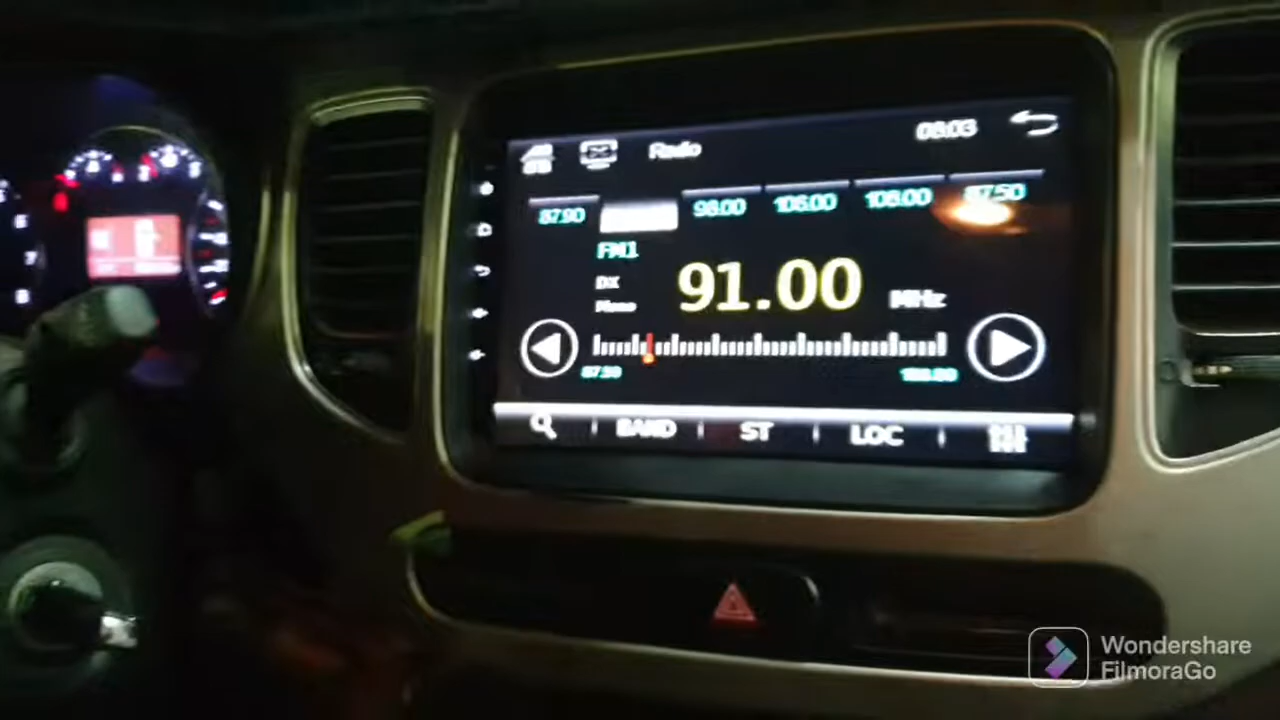 Radio 08:03
87.90 98.00 106.00 108.00 87.50
FM1
DX
Mono
91.00 MHz
87.50 108.00
BAND ST LOC
Wondershare
FilmoraGo